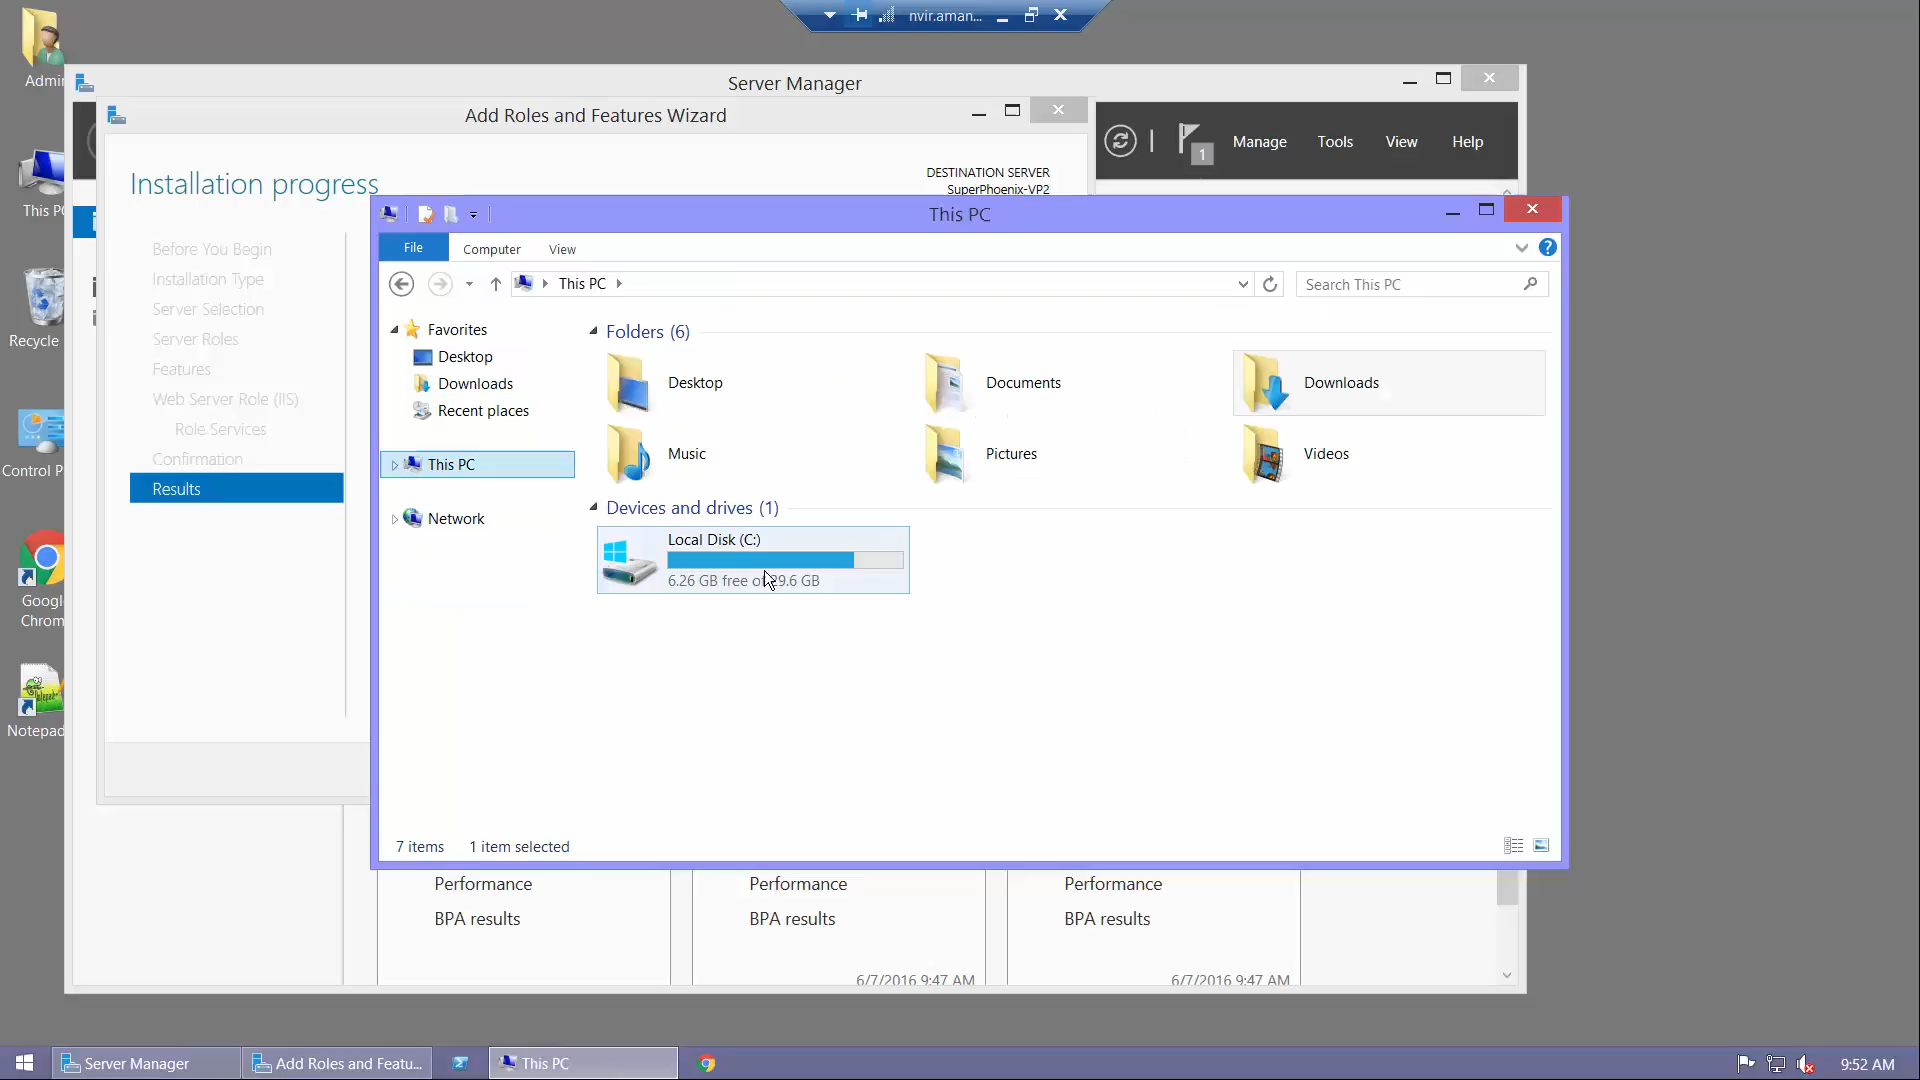 nvir.aman...
Admi
Server Manager
Add Roles and Features Wizard
1
Manage
Tools
View
Help
DESTINATION SERVER
SuperPhoenix-VP2
Installation progress
This PC
This PC
File
Computer
View
This PC
Search This PC
Before You Begin
Installation Type
Server Selection
Server Roles
Features
Web Server Role (IIS)
Role Services
Confirmation
Results
Recycle
Control P
Google
Chrom
Notepad
Favorites
Desktop
Downloads
Recent places
This PC
Network
Folders (6)
Desktop
Documents
Downloads
Music
Pictures
Videos
Devices and drives (1)
Local Disk (C:)
6.26 GB free of 29.6 GB
7 items
1 item selected
Performance
Performance
Performance
BPA results
BPA results
BPA results
6/7/2016 9:47 AM
6/7/2016 9:47 AM
Server Manager
Add Roles and Featu...
This PC
9:52 AM